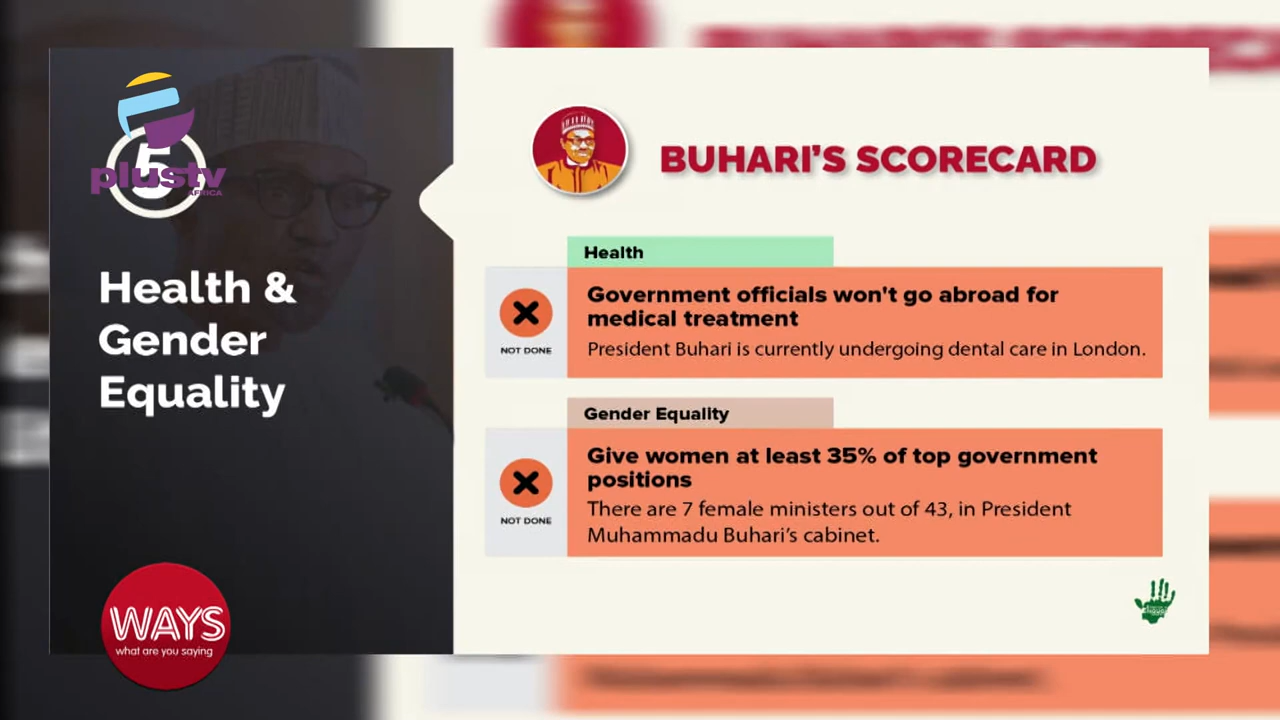 5
plustv
AFRICA
Health &
Gender
Equality
WAYS
what are you saying
BUHARI'S SCORECARD
Health
Government officials won't go abroad for
medical treatment
President Buhari is currently undergoing dental care in London.
NOT DONE
Gender Equality
Give women at least 35% of top government
positions
There are 7 female ministers out of 43, in President
Muhammadu Buhari's cabinet.
NOT DONE